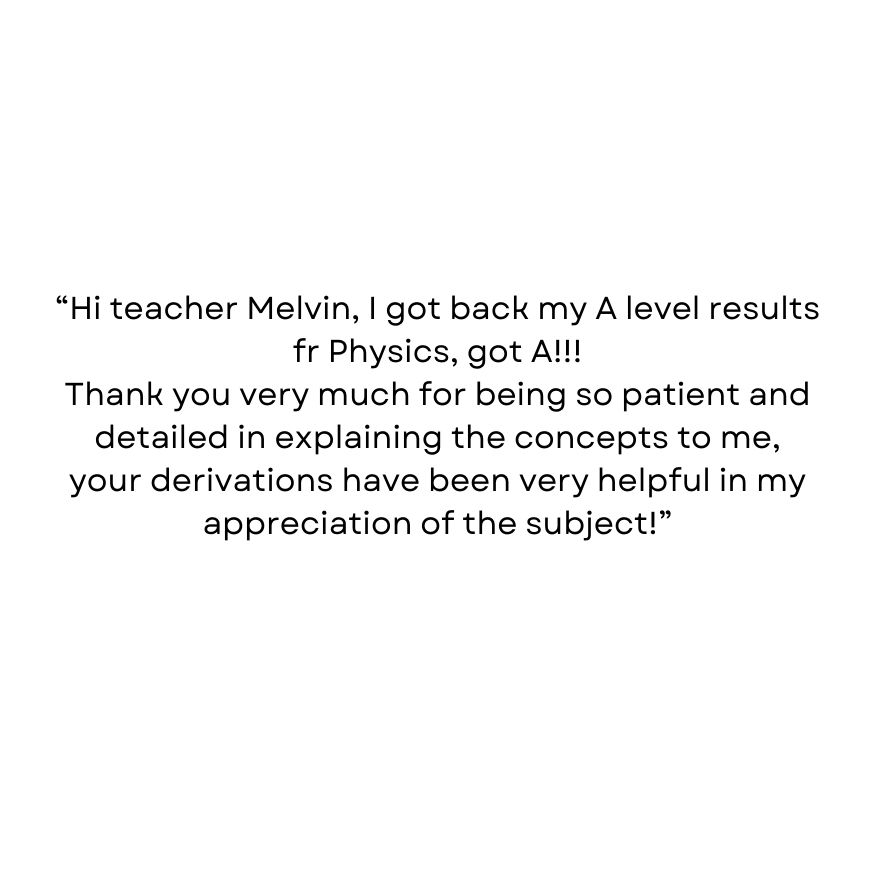 “Hi teacher Melvin, I got back my A level results
fr Physics, got A!!!
Thank you very much for being so patient and
detailed in explaining the concepts to me,
your derivations have been very helpful in my
appreciation of the subject!”